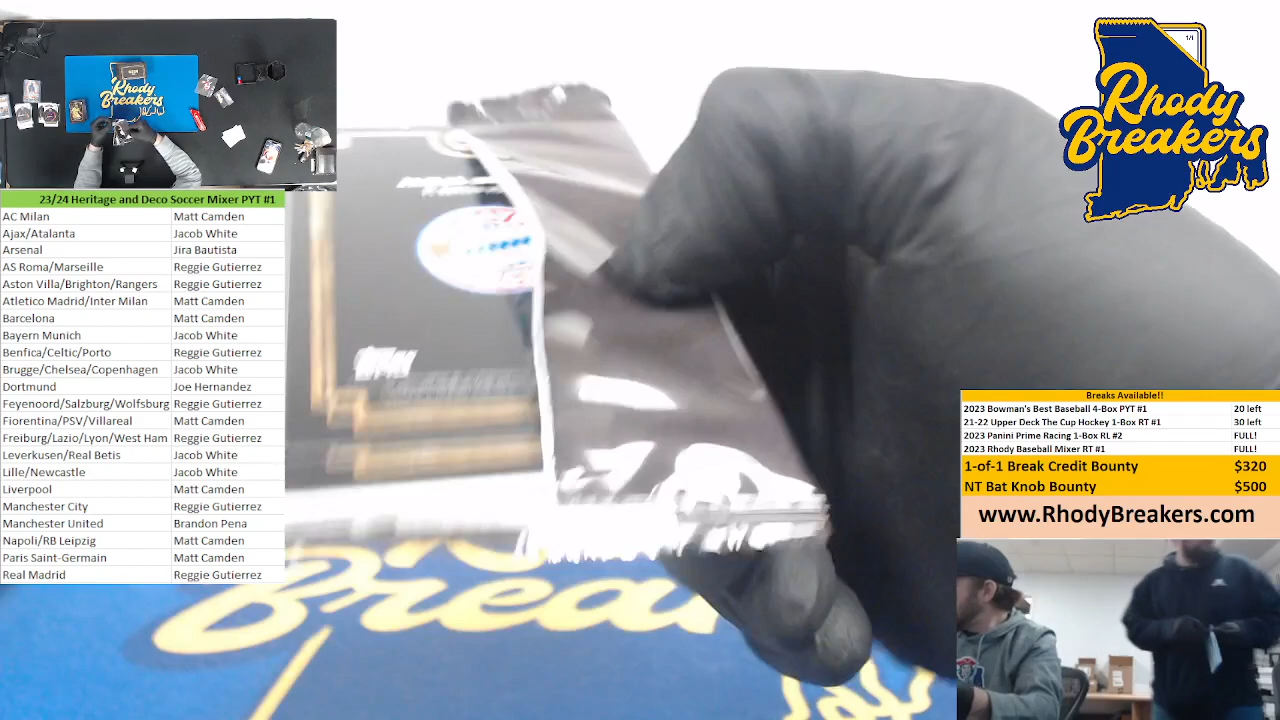 Rhody
Breakers
1/1
Rhody
Breakers
23/24 Heritage and Deco Soccer Mixer PYT #1
AC Milan Matt Camden
Ajax/Atalanta Jacob White
Arsenal Jira Bautista
AS Roma/Marseille Reggie Gutierrez
Aston Villa/Brighton/Rangers Reggie Gutierrez
Atletico Madrid/Inter Milan Matt Camden
Barcelona Matt Camden
Bayern Munich Jacob White
Benfica/Celtic/Porto Reggie Gutierrez
Brugge/Chelsea/Copenhagen Jacob White
Dortmund Joe Hernandez
Feyenoord/Salzburg/Wolfsburg Reggie Gutierrez
Fiorentina/PSV/Villareal Matt Camden
Freiburg/Lazio/Lyon/West Ham Reggie Gutierrez
Leverkusen/Real Betis Jacob White
Lille/Newcastle Jacob White
Liverpool Matt Camden
Manchester City Reggie Gutierrez
Manchester United Brandon Pena
Napoli/RB Leipzig Matt Camden
Paris Saint-Germain Matt Camden
Real Madrid Reggie Gutierrez
Breaks Available!!
2023 Bowman's Best Baseball 4-Box PYT #1 20 left
21-22 Upper Deck The Cup Hockey 1-Box RT #1 30 left
2023 Panini Prime Racing 1-Box RL #2 FULL!
2023 Rhody Baseball Mixer RT #1 FULL!
1-of-1 Break Credit Bounty $320
NT Bat Knob Bounty $500
www.RhodyBreakers.com
Brea